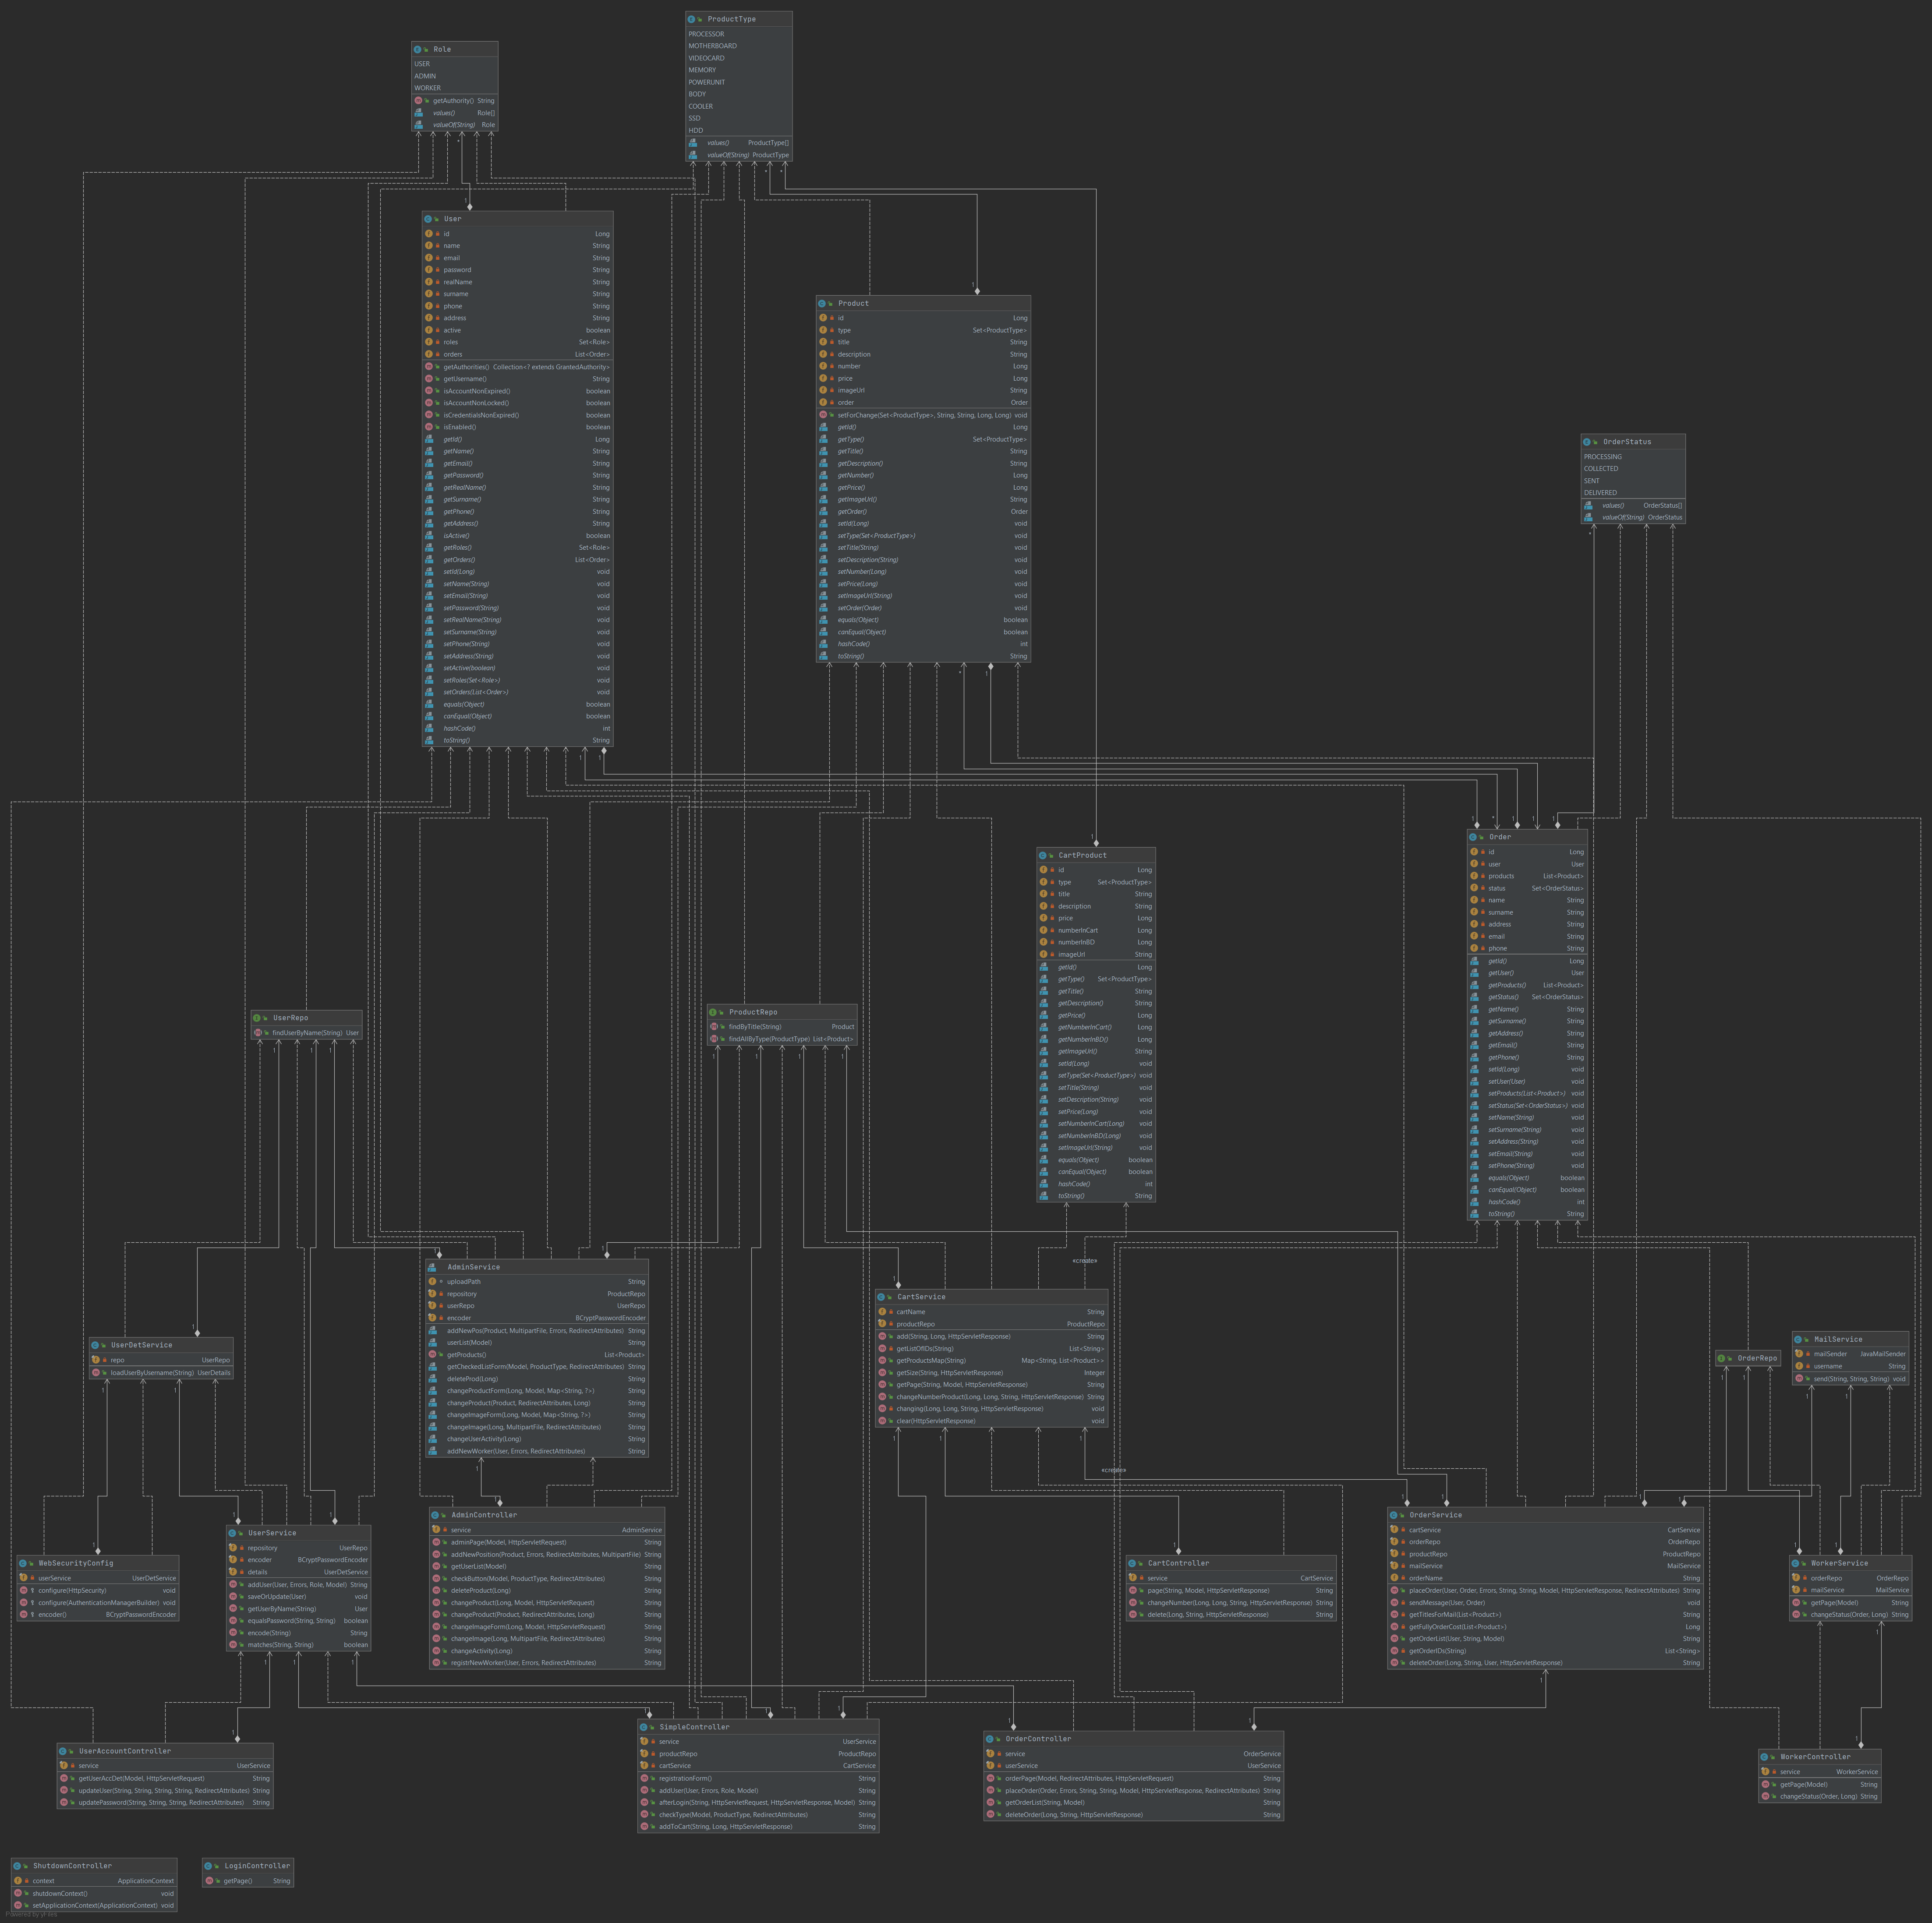 ProductType
PROCESSOR
MOTHERBOARD
VIDEOCARD
MEMORY
POWERUNIT
BODY
COOLER
SSD
HDD
values() ProductType[]
valueOf(String) ProductType
Role
USER
ADMIN
WORKER
getAuthority() String
values() Role[]
valueOf(String) Role
User
id Long
name String
email String
password String
realName String
surname String
phone String
address String
active boolean
roles Set<Role>
orders List<Order>
getAuthorities() Collection<? extends GrantedAuthority>
getUsername() String
isAccountNonExpired() boolean
isAccountNonLocked() boolean
isCredentialsNonExpired() boolean
isEnabled() boolean
getId() Long
getName() String
getEmail() String
getPassword() String
getRealName() String
getSurname() String
getPhone() String
getAddress() String
isActive() boolean
getRoles() Set<Role>
getOrders() List<Order>
setId(Long) void
setName(String) void
setEmail(String) void
setPassword(String) void
setRealName(String) void
setSurname(String) void
setPhone(String) void
setAddress(String) void
setActive(boolean) void
setRoles(Set<Role>) void
setOrders(List<Order>) void
equals(Object) boolean
canEqual(Object) boolean
hashCode() int
toString() String
Product
id Long
type Set<ProductType>
title String
description String
number Long
price Long
imageUrl String
order Order
setForChange(Set<ProductType>, String, String, Long, Long) void
getId() Long
getType() Set<ProductType>
getTitle() String
getDescription() String
getNumber() Long
getPrice() Long
getImageUrl() String
getOrder() Order
setId(Long) void
setType(Set<ProductType>) void
setTitle(String) void
setDescription(String) void
setNumber(Long) void
setPrice(Long) void
setImageUrl(String) void
setOrder(Order) void
equals(Object) boolean
canEqual(Object) boolean
hashCode() int
toString() String
OrderStatus
PROCESSING
COLLECTED
SENT
DELIVERED
values() OrderStatus[]
valueOf(String) OrderStatus
Order
id Long
user User
products List<Product>
status Set<OrderStatus>
name String
surname String
address String
email String
phone String
getId() Long
getUser() User
getProducts() List<Product>
getStatus() Set<OrderStatus>
getName() String
getSurname() String
getAddress() String
getEmail() String
getPhone() String
setId(Long) void
setUser(User) void
setProducts(List<Product>) void
setStatus(Set<OrderStatus>) void
setName(String) void
setSurname(String) void
setAddress(String) void
setEmail(String) void
setPhone(String) void
equals(Object) boolean
canEqual(Object) boolean
hashCode() int
toString() String
CartProduct
id Long
type Set<ProductType>
title String
description String
price Long
numberInCart Long
numberInBD Long
imageUrl String
getId() Long
getType() Set<ProductType>
getTitle() String
getDescription() String
getPrice() Long
getNumberInCart() Long
getNumberInBD() Long
getImageUrl() String
setId(Long) void
setType(Set<ProductType>) void
setTitle(String) void
setDescription(String) void
setPrice(Long) void
setNumberInCart(Long) void
setNumberInBD(Long) void
setImageUrl(String) void
equals(Object) boolean
canEqual(Object) boolean
hashCode() int
toString() String
UserRepo
findUserByName(String) User
ProductRepo
findByTitle(String) Product
findAllByType(ProductType) List<Product>
AdminService
uploadPath String
repository ProductRepo
userRepo UserRepo
encoder BCryptPasswordEncoder
addNewPos(Product, MultipartFile, Errors, RedirectAttributes) String
userList(Model) String
getProducts() List<Product>
getCheckedListForm(Model, ProductType, RedirectAttributes) String
deleteProd(Long) String
changeProductForm(Long, Model, Map<String, ?>) String
changeProduct(Product, RedirectAttributes, Long) String
changeImageForm(Long, Model, Map<String, ?>) String
changeImage(Long, MultipartFile, RedirectAttributes) String
changeUserActivity(Long) String
addNewWorker(User, Errors, RedirectAttributes) String
«create»
CartService
cartName String
productRepo ProductRepo
add(String, Long, HttpServletResponse) String
getListOfIDs(String) List<String>
getProductsMap(String) Map<String, List<Product>>
getSize(String, HttpServletResponse) Integer
getPage(String, Model, HttpServletResponse) String
changeNumberProduct(Long, Long, String, HttpServletResponse) String
changing(Long, Long, String, HttpServletResponse) void
clear(HttpServletResponse) void
«create»
UserDetService
repo UserRepo
loadUserByUsername(String) UserDetails
OrderRepo
MailService
mailSender JavaMailSender
username String
send(String, String, String) void
AdminController
service AdminService
adminPage(Model, HttpServletRequest) String
addNewPosition(Product, Errors, RedirectAttributes, MultipartFile) String
getUserList(Model) String
checkButton(Model, ProductType, RedirectAttributes) String
deleteProduct(Long) String
changeProduct(Long, Model, HttpServletRequest) String
changeProduct(Product, RedirectAttributes, Long) String
changeImageForm(Long, Model, HttpServletRequest) String
changeImage(Long, MultipartFile, RedirectAttributes) String
changeActivity(Long) String
registrNewWorker(User, Errors, RedirectAttributes) String
OrderService
cartService CartService
orderRepo OrderRepo
productRepo ProductRepo
mailService MailService
orderName String
placeOrder(User, Order, Errors, String, String, Model, HttpServletResponse, RedirectAttributes) String
sendMessage(User, Order) void
getTitlesForMail(List<Product>) String
getFullyOrderCost(List<Product>) Long
getOrderList(User, String, Model) String
getOrderIDs(String) List<String>
deleteOrder(Long, String, User, HttpServletResponse) String
UserService
repository UserRepo
encoder BCryptPasswordEncoder
details UserDetService
addUser(User, Errors, Role, Model) String
saveOrUpdate(User) void
getUserByName(String) User
equalsPassword(String, String) boolean
encode(String) String
matches(String, String) boolean
WebSecurityConfig
userService UserDetService
configure(HttpSecurity) void
configure(AuthenticationManagerBuilder) void
encoder() BCryptPasswordEncoder
CartController
service CartService
page(String, Model, HttpServletResponse) String
changeNumber(Long, Long, String, HttpServletResponse) String
delete(Long, String, HttpServletResponse) String
WorkerService
orderRepo OrderRepo
mailService MailService
getPage(Model) String
changeStatus(Order, Long) String
SimpleController
service UserService
productRepo ProductRepo
cartService CartService
registrationForm() String
addUser(User, Errors, Role, Model) String
afterLogin(String, HttpServletRequest, HttpServletResponse, Model) String
checkType(Model, ProductType, RedirectAttributes) String
addToCart(String, Long, HttpServletResponse) String
OrderController
service OrderService
userService UserService
orderPage(Model, RedirectAttributes, HttpServletRequest) String
placeOrder(Order, Errors, String, String, Model, HttpServletResponse, RedirectAttributes) String
getOrderList(String, Model) String
deleteOrder(Long, String, HttpServletResponse) String
UserAccountController
service UserService
getUserAccDet(Model, HttpServletRequest) String
updateUser(String, String, String, String, RedirectAttributes) String
updatePassword(String, String, String, RedirectAttributes) String
WorkerController
service WorkerService
getPage(Model) String
changeStatus(Order, Long) String
ShutdownController
context ApplicationContext
shutdownContext() void
setApplicationContext(ApplicationContext) void
LoginController
getPage() String
Powered by yFiles